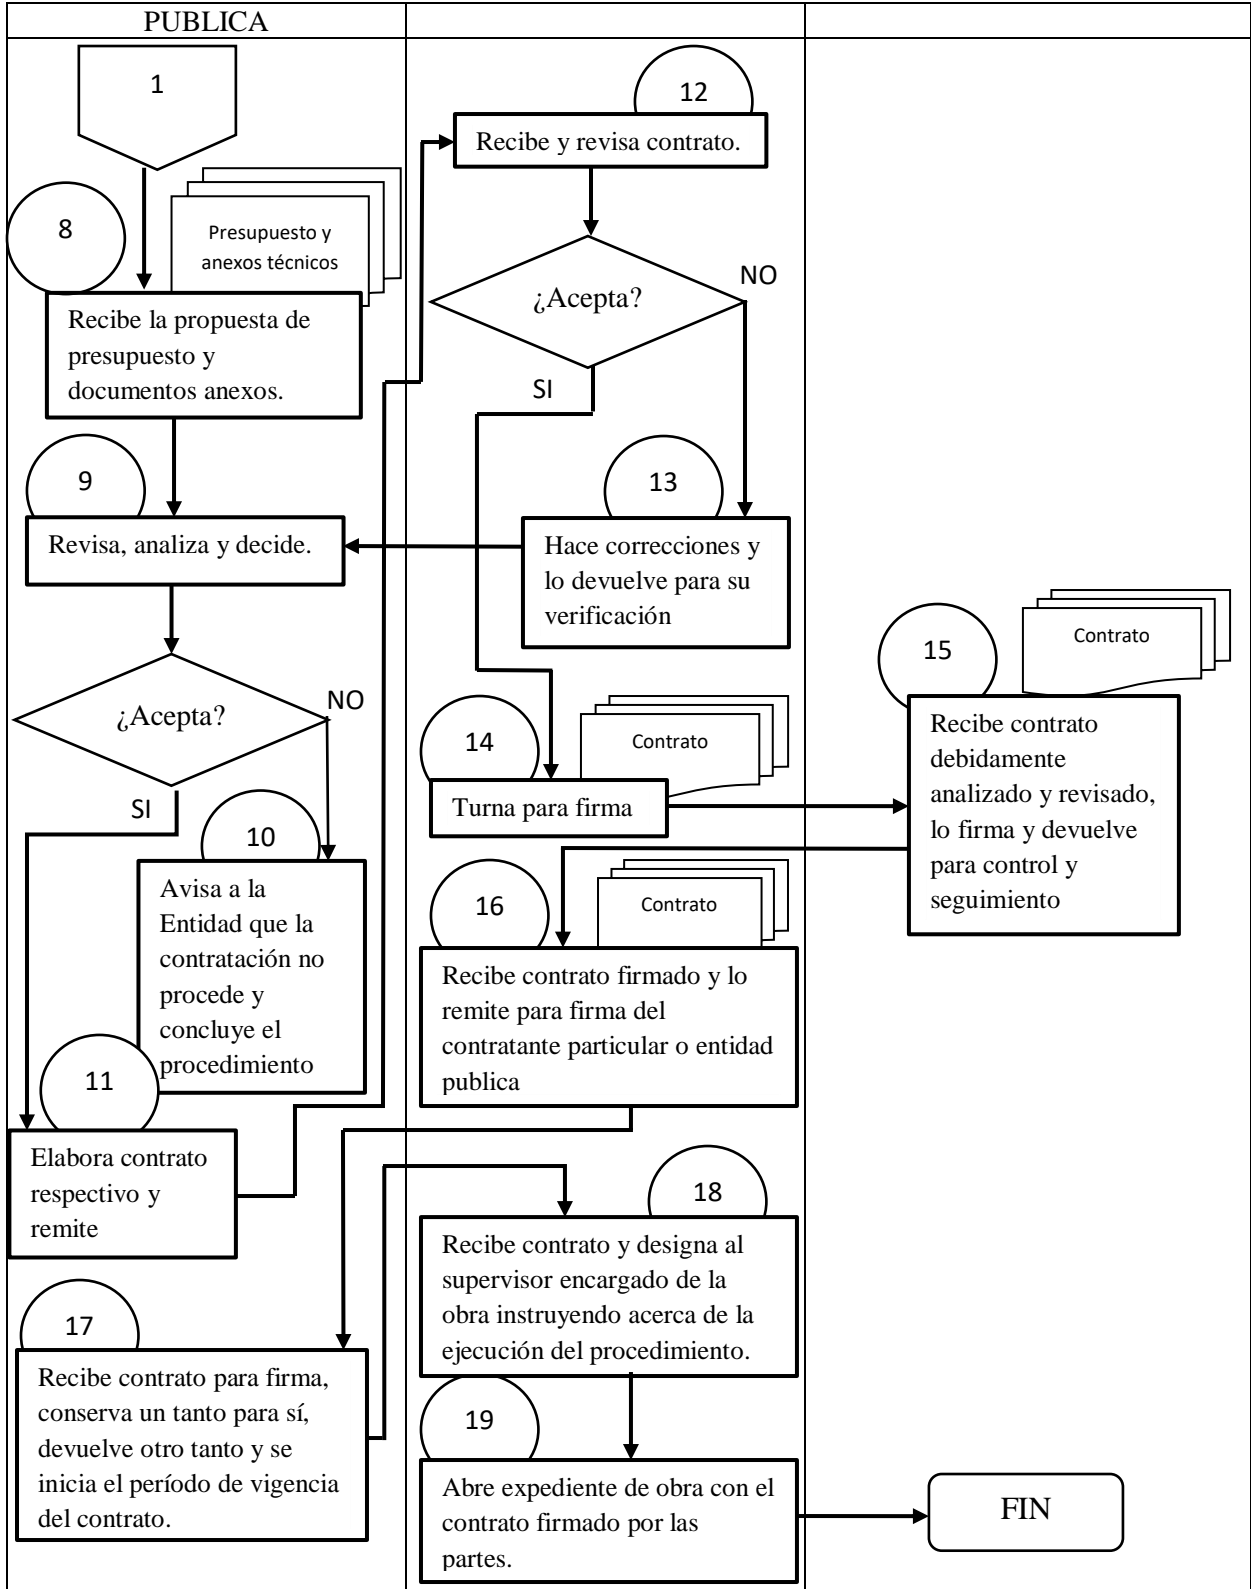 PUBLICA
1
8
Presupuesto y
anexos técnicos
Recibe la propuesta de
presupuesto y
documentos anexos.
9
Revisa, analiza y decide.
¿Acepta?
NO
SI
10
Avisa a la
Entidad que la
contratación no
procede y
concluye el
procedimiento
11
Elabora contrato
respectivo y
remite
12
Recibe y revisa contrato.
¿Acepta?
NO
SI
13
Hace correcciones y
lo devuelve para su
verificación
14
Contrato
Turna para firma
15
Contrato
Recibe contrato
debidamente
analizado y revisado,
lo firma y devuelve
para control y
seguimiento
16
Contrato
Recibe contrato firmado y lo
remite para firma del
contratante particular o entidad
publica
17
Recibe contrato para firma,
conserva un tanto para sí,
devuelve otro tanto y se
inicia el período de vigencia
del contrato.
18
Recibe contrato y designa al
supervisor encargado de la
obra instruyendo acerca de la
ejecución del procedimiento.
19
Abre expediente de obra con el
contrato firmado por las
partes.
FIN